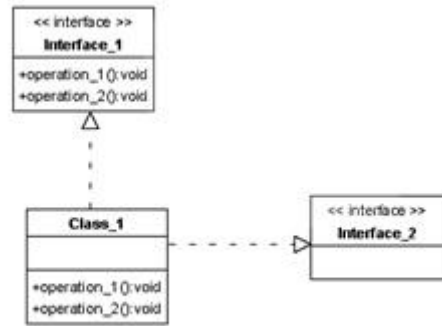 << interface >>
Interface_1
+operation_1():void
+operation_2():void
Class_1
+operation_1():void
+operation_2():void
<< interface >>
Interface_2